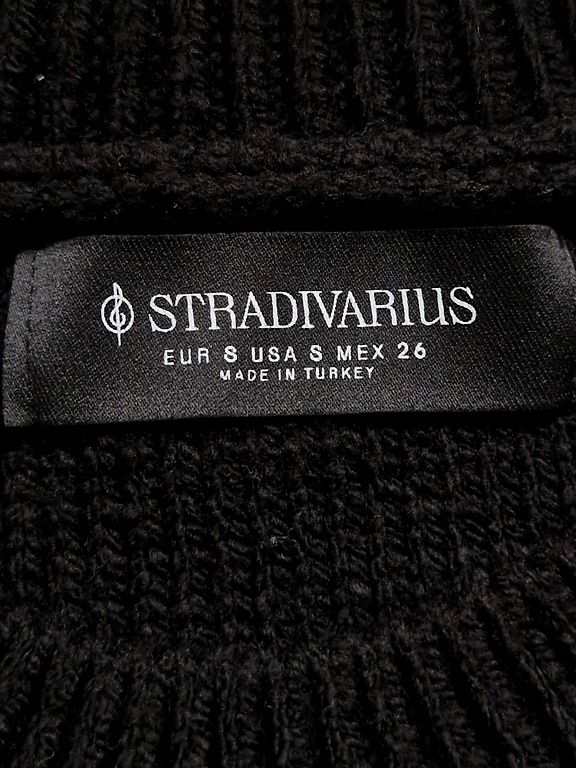 STRADIVARIUS
EUR S USA S MEX 26
MADE IN TURKEY